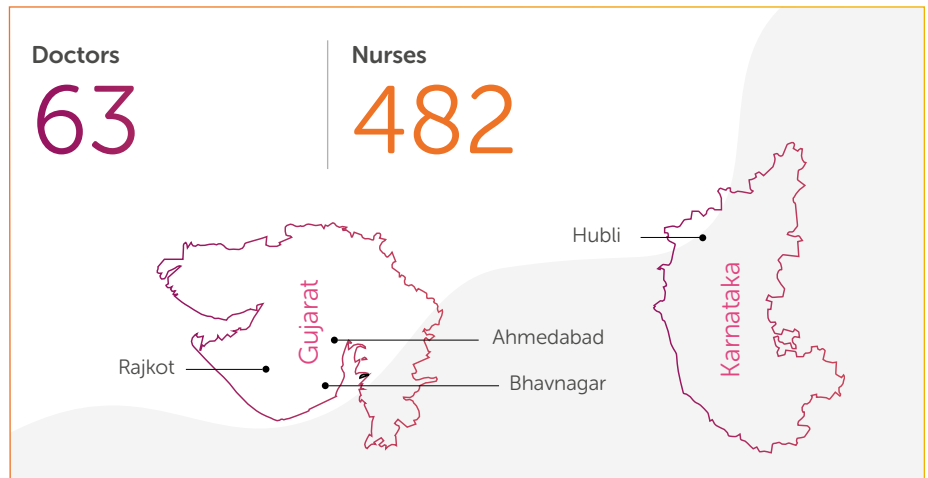 Doctors
63
Nurses
482
Hubli
Gujarat
Karnataka
Ahmedabad
Rajkot
Bhavnagar